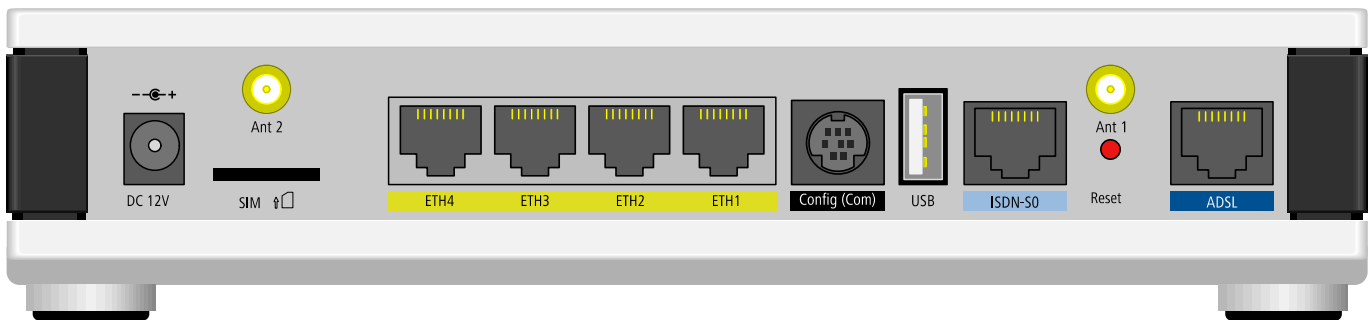 Ant 2
Ant 1
DC 12V
SIM
ETH4
ETH3
ETH2
ETH1
Config (Com)
USB
ISDN-S0
Reset
ADSL